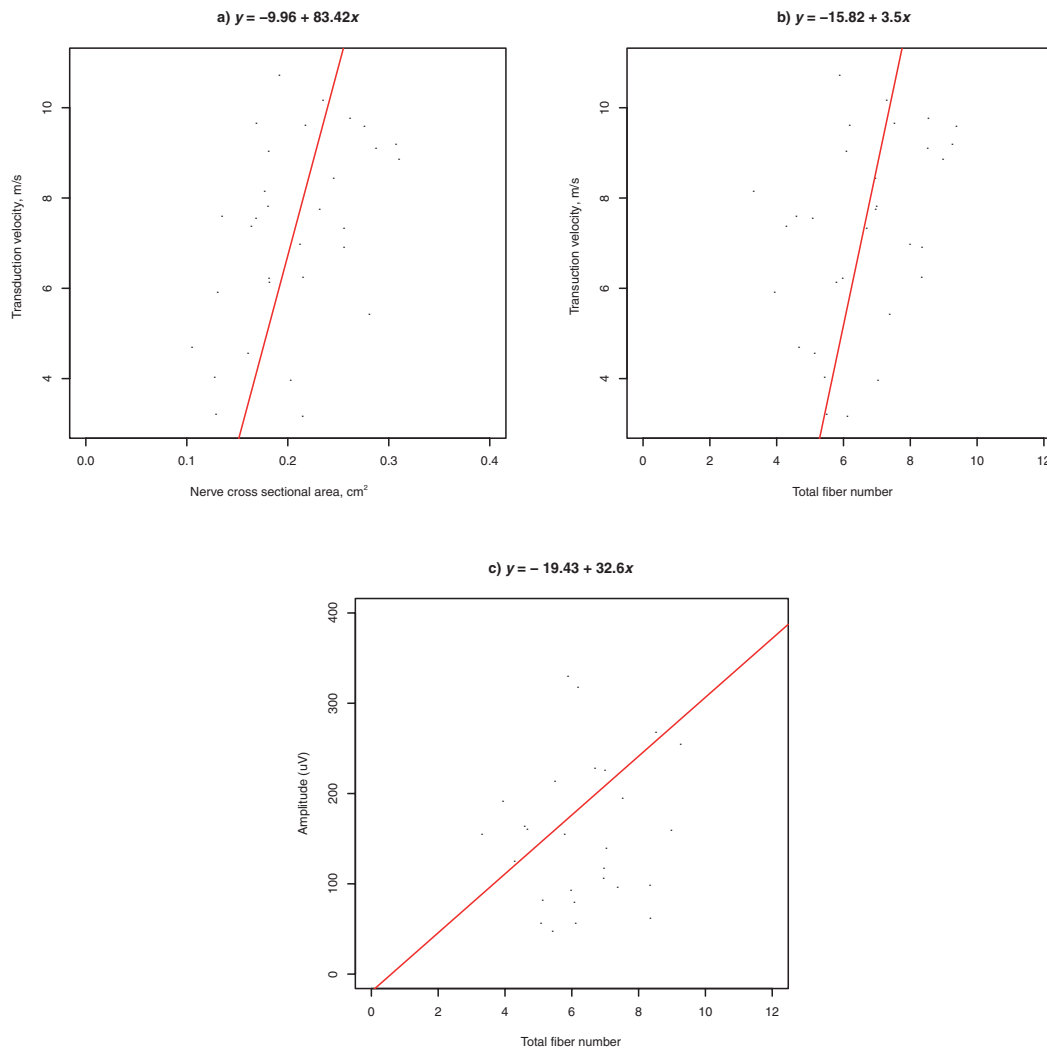 a) y = −9.96 + 83.42x
10
8
6
4
Transduction velocity, m/s
0.0 0.1 0.2 0.3 0.4
Nerve cross sectional area, cm²
b) y = −15.82 + 3.5x
10
8
6
4
Transuction velocity, m/s
0 2 4 6 8 10 12
Total fiber number
c) y = − 19.43 + 32.6x
400
300
200
100
0
Amplitude (uV)
0 2 4 6 8 10 12
Total fiber number